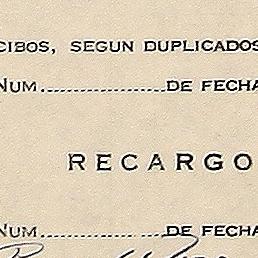 CIBOS, SEGUN DUPLICADOS
NUM.................DE FECHA
RECARGO
NUM.................DE FECHA